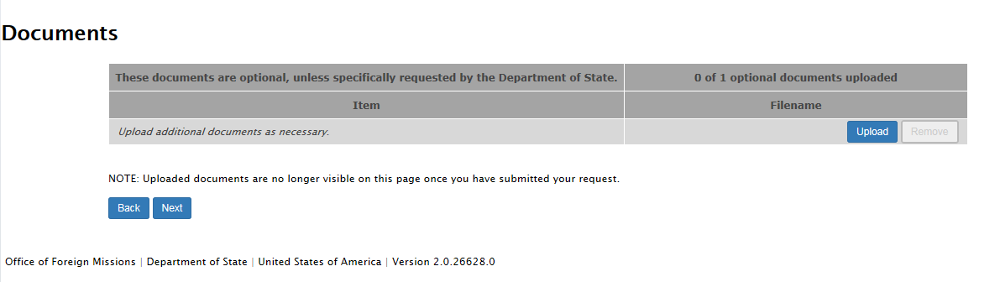 Documents
These documents are optional, unless specifically requested by the Department of State. 0 of 1 optional documents uploaded
Item Filename
Upload additional documents as necessary. Upload Remove
NOTE: Uploaded documents are no longer visible on this page once you have submitted your request.
Back Next
Office of Foreign Missions | Department of State | United States of America | Version 2.0.26628.0